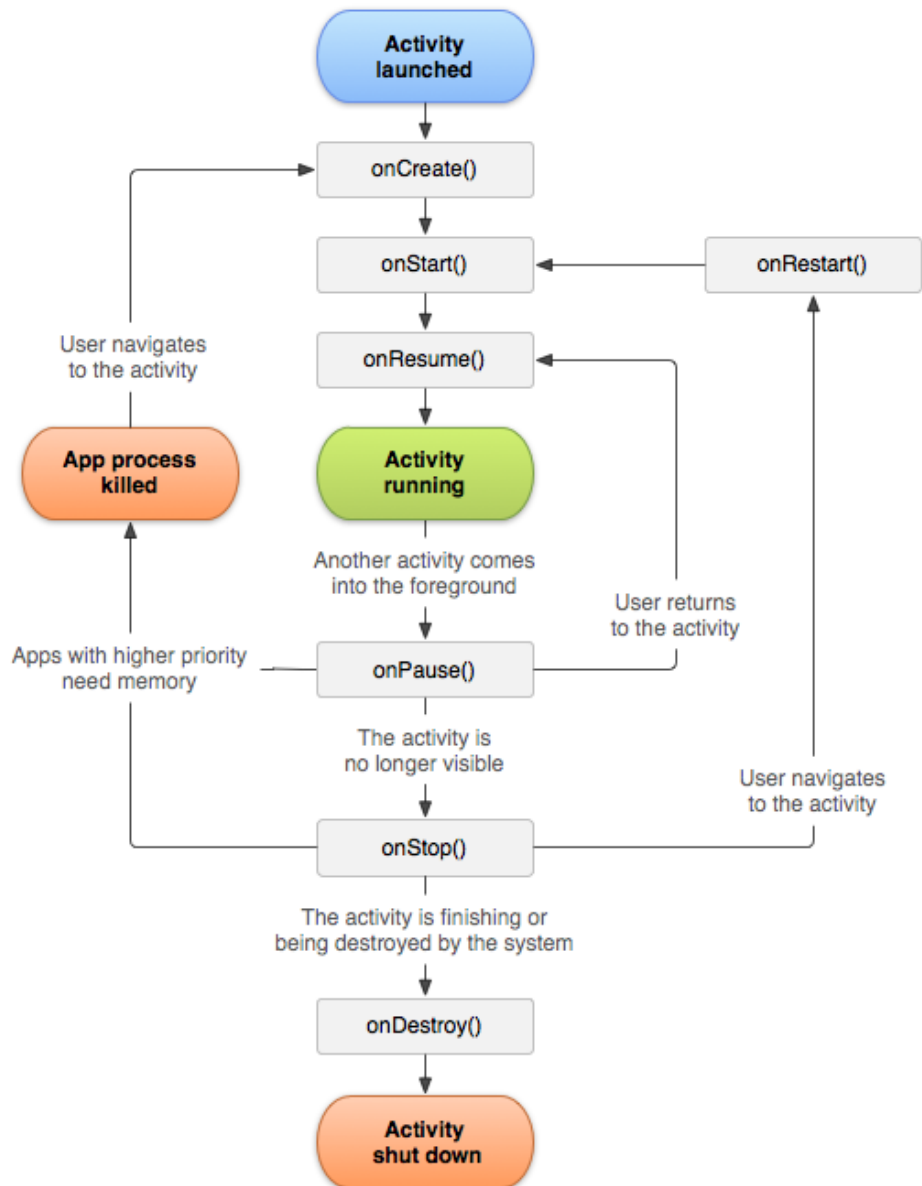 Activity
launched
onCreate()
onStart()
onRestart()
onResume()
User navigates
to the activity
App process
killed
Activity
running
Another activity comes
into the foreground
User returns
to the activity
Apps with higher priority
need memory
onPause()
The activity is
no longer visible
User navigates
to the activity
onStop()
The activity is finishing or
being destroyed by the system
onDestroy()
Activity
shut down